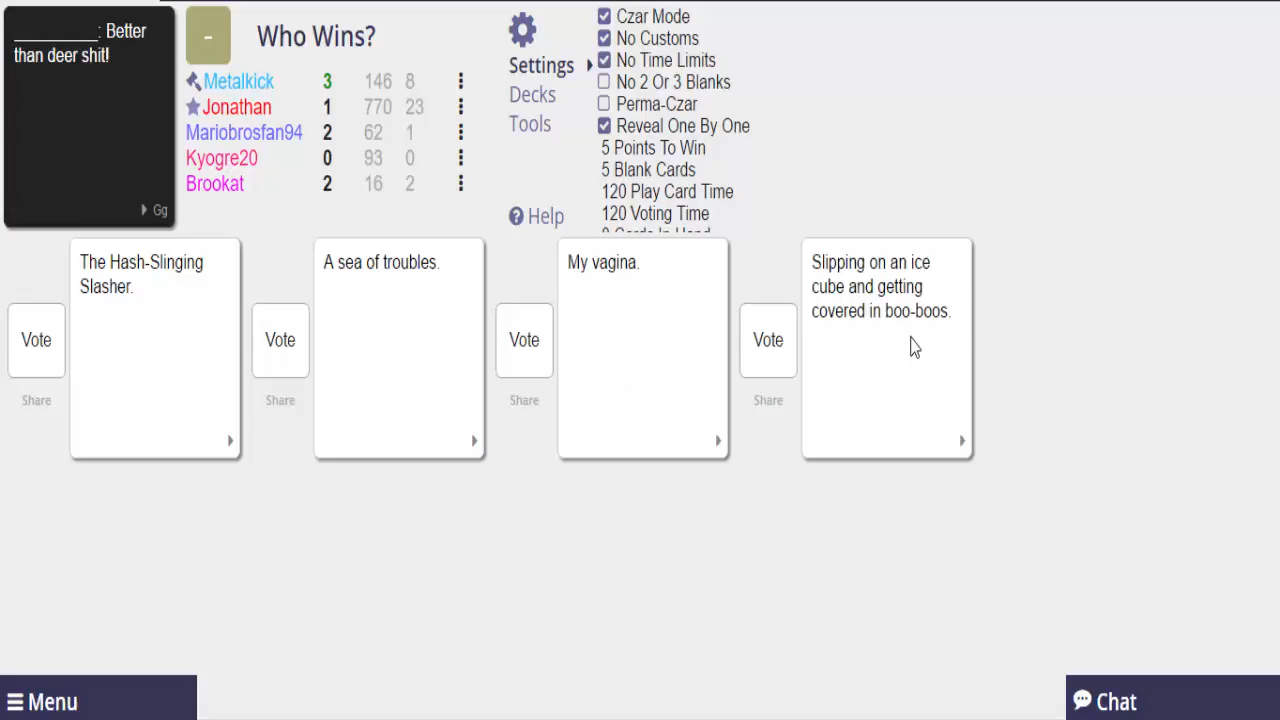 __________: Better
than deer shit!
Gg
-
Who Wins?
Metalkick 3 146 8
Jonathan 1 770 23
Mariobrosfan94 2 62 1
Kyogre20 0 93 0
Brookat 2 16 2
Settings
Decks
Tools
Help
Czar Mode
No Customs
No Time Limits
No 2 Or 3 Blanks
Perma-Czar
Reveal One By One
5 Points To Win
5 Blank Cards
120 Play Card Time
120 Voting Time
Vote
Share
The Hash-Slinging
Slasher.
Vote
Share
A sea of troubles.
Vote
Share
My vagina.
Vote
Share
Slipping on an ice
cube and getting
covered in boo-boos.
Menu
Chat